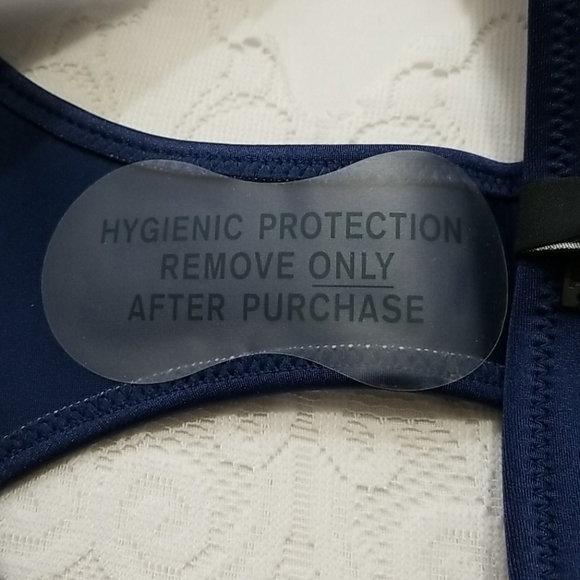 HYGIENIC PROTECTION
REMOVE ONLY
AFTER PURCHASE